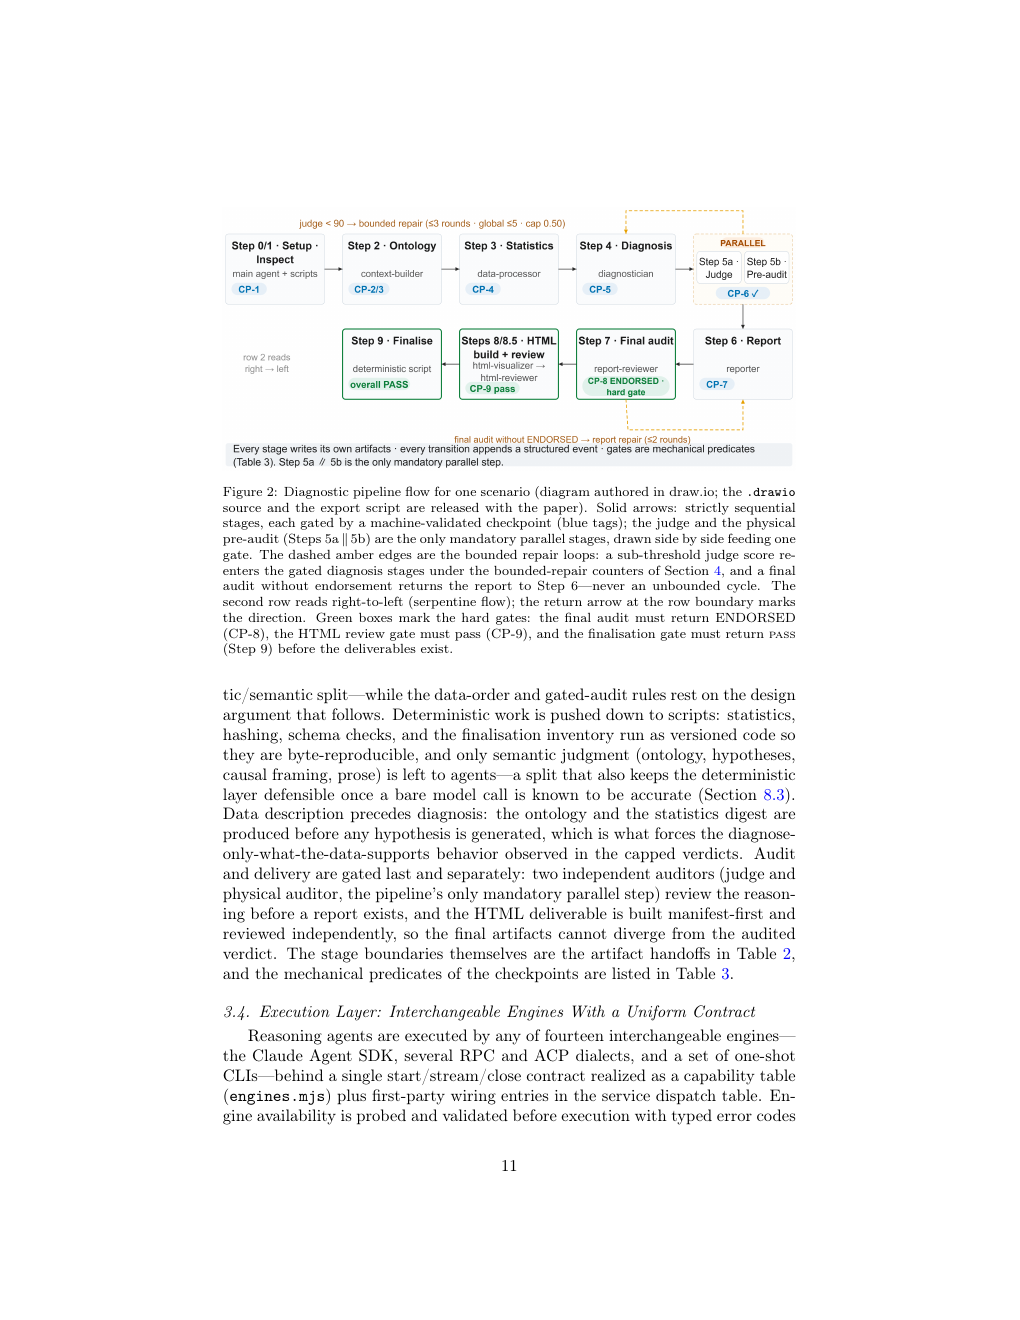 judge < 90 → bounded repair (≤3 rounds · global ≤5 · cap 0.50)
Step 0/1 · Setup ·
Inspect
main agent + scripts
CP-1
Step 2 · Ontology
context-builder
CP-2/3
Step 3 · Statistics
data-processor
CP-4
Step 4 · Diagnosis
diagnostician
CP-5
PARALLEL
Step 5a ·
Judge
Step 5b ·
Pre-audit
CP-6 ✓
row 2 reads
right → left
Step 9 · Finalise
deterministic script
overall PASS
Steps 8/8.5 · HTML
build + review
html-visualizer →
html-reviewer
CP-9 pass
Step 7 · Final audit
report-reviewer
CP-8 ENDORSED ·
hard gate
Step 6 · Report
reporter
CP-7
final audit without ENDORSED → report repair (≤2 rounds)
Every stage writes its own artifacts · every transition appends a structured event · gates are mechanical predicates
(Table 3). Step 5a ∥ 5b is the only mandatory parallel step.
Figure 2: Diagnostic pipeline flow for one scenario (diagram authored in draw.io; the .drawio
source and the export script are released with the paper). Solid arrows: strictly sequential
stages, each gated by a machine-validated checkpoint (blue tags); the judge and the physical
pre-audit (Steps 5a ∥ 5b) are the only mandatory parallel stages, drawn side by side feeding one
gate. The dashed amber edges are the bounded repair loops: a sub-threshold judge score re-
enters the gated diagnosis stages under the bounded-repair counters of Section 4, and a final
audit without endorsement returns the report to Step 6—never an unbounded cycle. The
second row reads right-to-left (serpentine flow); the return arrow at the row boundary marks
the direction. Green boxes mark the hard gates: the final audit must return ENDORSED
(CP-8), the HTML review gate must pass (CP-9), and the finalisation gate must return PASS
(Step 9) before the deliverables exist.
tic/semantic split—while the data-order and gated-audit rules rest on the design
argument that follows. Deterministic work is pushed down to scripts: statistics,
hashing, schema checks, and the finalisation inventory run as versioned code so
they are byte-reproducible, and only semantic judgment (ontology, hypotheses,
causal framing, prose) is left to agents—a split that also keeps the deterministic
layer defensible once a bare model call is known to be accurate (Section 8.3).
Data description precedes diagnosis: the ontology and the statistics digest are
produced before any hypothesis is generated, which is what forces the diagnose-
only-what-the-data-supports behavior observed in the capped verdicts. Audit
and delivery are gated last and separately: two independent auditors (judge and
physical auditor, the pipeline's only mandatory parallel step) review the reason-
ing before a report exists, and the HTML deliverable is built manifest-first and
reviewed independently, so the final artifacts cannot diverge from the audited
verdict. The stage boundaries themselves are the artifact handoffs in Table 2,
and the mechanical predicates of the checkpoints are listed in Table 3.
3.4. Execution Layer: Interchangeable Engines With a Uniform Contract
Reasoning agents are executed by any of fourteen interchangeable engines—
the Claude Agent SDK, several RPC and ACP dialects, and a set of one-shot
CLIs—behind a single start/stream/close contract realized as a capability table
(engines.mjs) plus first-party wiring entries in the service dispatch table. En-
gine availability is probed and validated before execution with typed error codes
11